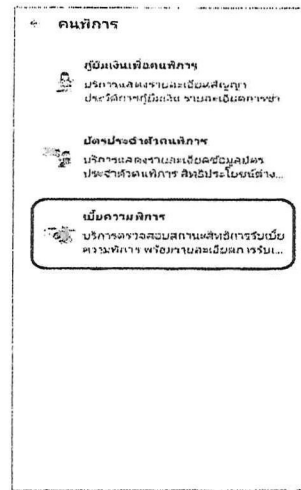 ← คนพิการ
กู้ยืมเงินเพื่อคนพิการ
บริการแสดงรายละเอียดสัญญา
ประวัติการกู้ยืมเงิน รายละเอียดการชำ
บัตรประจำตัวคนพิการ
บริการแสดงรายละเอียดข้อมูลบัตร
ประจำตัวคนพิการ สิทธิประโยชน์ต่าง...
เบี้ยความพิการ
บริการตรวจสอบสถานะสิทธิการรับเบี้ย
ความพิการ พร้อมรายละเอียดการรับเ...